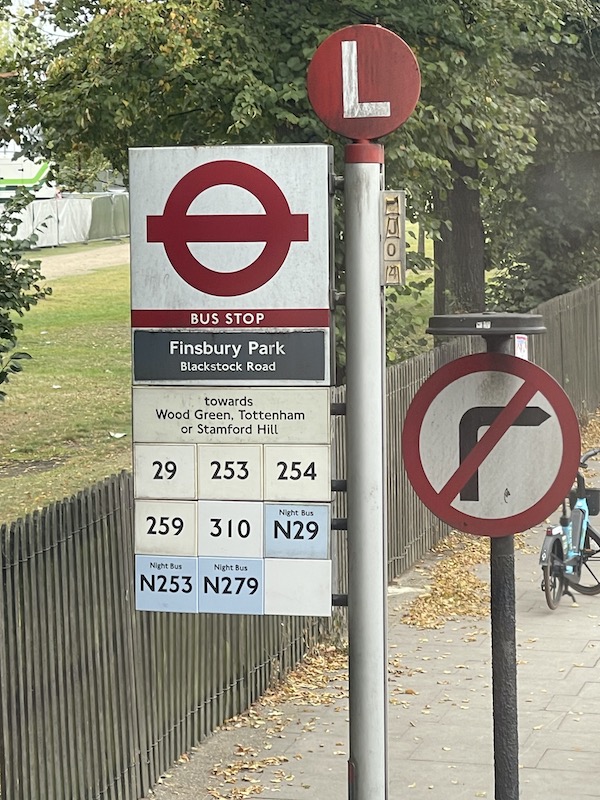 L
BUS STOP
Finsbury Park
Blackstock Road
towards
Wood Green, Tottenham
or Stamford Hill
29 253 254
259 310 Night Bus N29
Night Bus N253 Night Bus N279